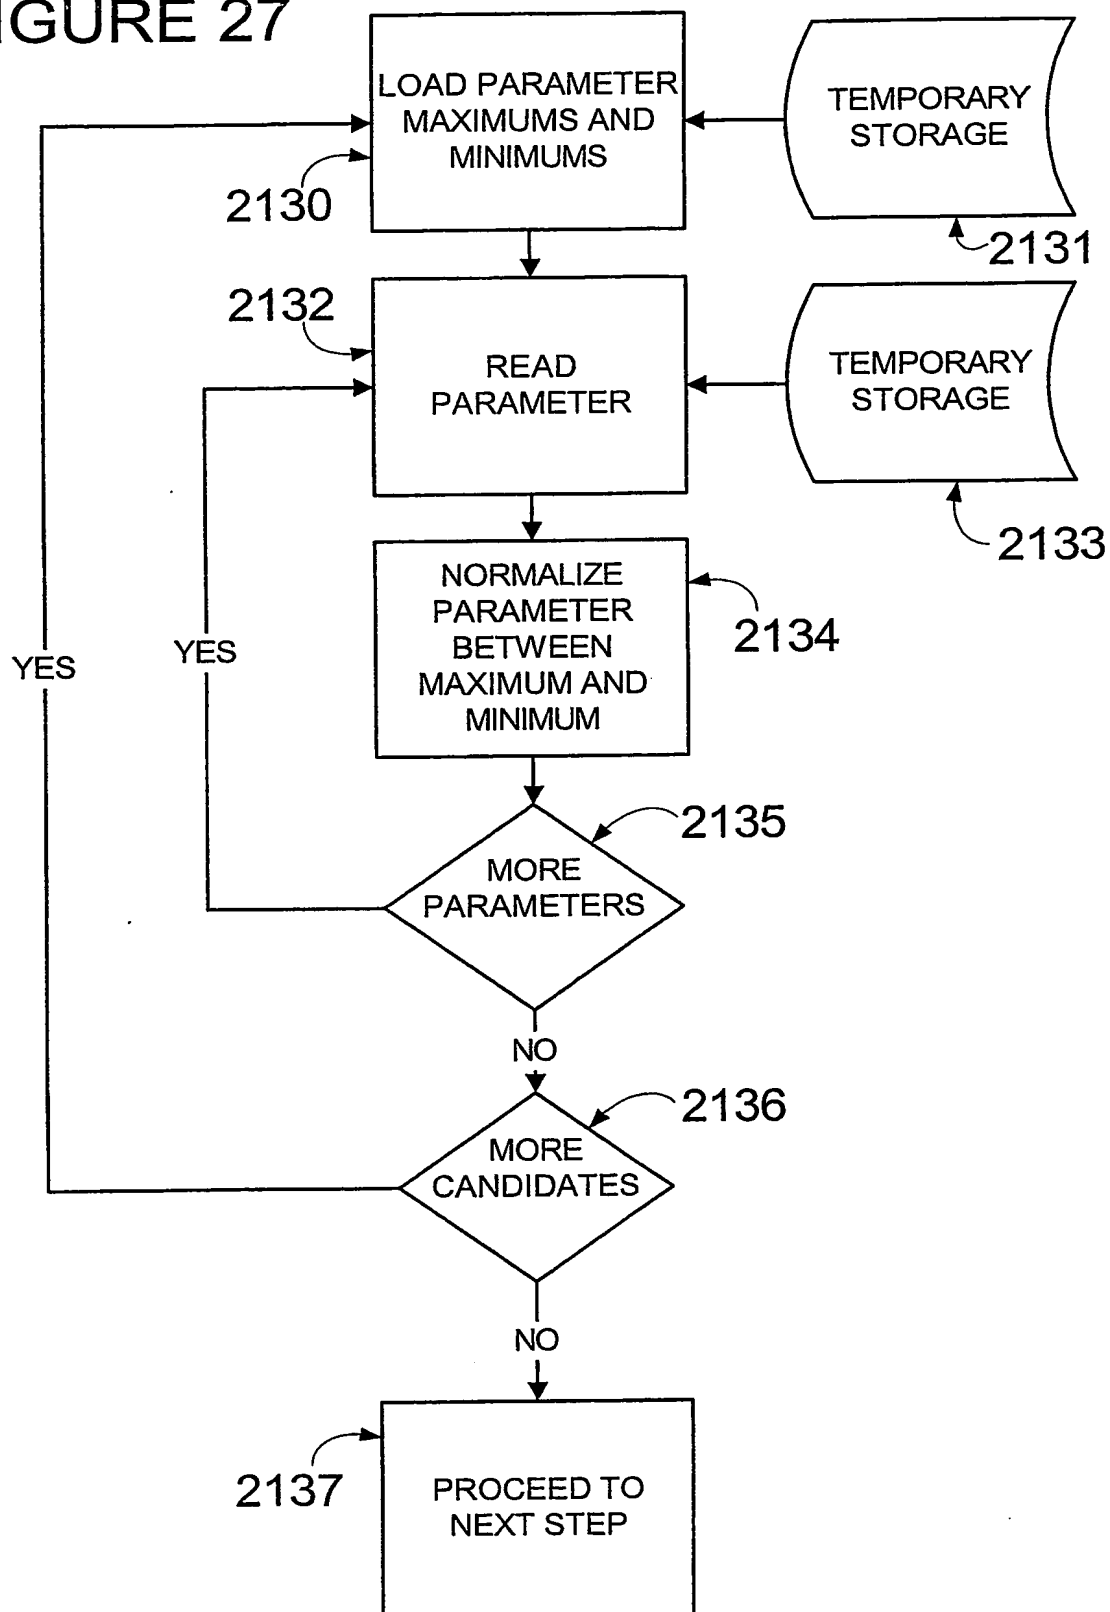 IGURE 27
LOAD PARAMETER
MAXIMUMS AND
MINIMUMS
TEMPORARY
STORAGE
2130
2131
2132
READ
PARAMETER
TEMPORARY
STORAGE
2133
NORMALIZE
PARAMETER
BETWEEN
MAXIMUM AND
MINIMUM
2134
YES
YES
2135
MORE
PARAMETERS
NO
2136
MORE
CANDIDATES
NO
2137
PROCEED TO
NEXT STEP